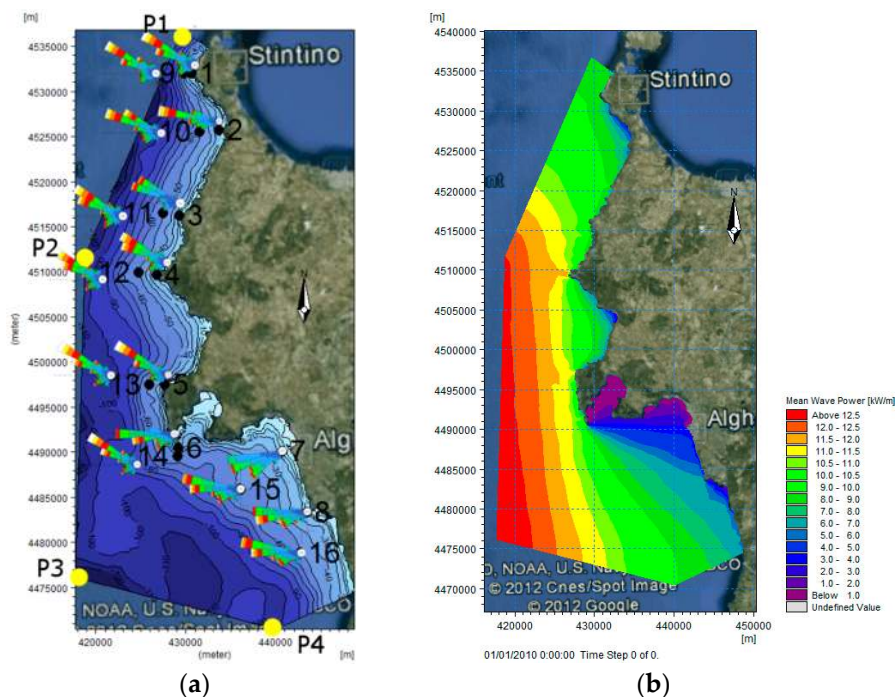 [m]
P1
4535000
Stintino
9
1
4530000
10
2
4525000
4520000
11
3
4515000
P2
4510000
12
4
4505000
(meter)
4500000
13
5
4495000
6
Alg
4490000
14
7
15
4485000
8
4480000
16
P3
4475000
NOAA, U.S.
P4
420000 430000 440000
(meter) [m]
(a)
[m]
4540000
4535000
Stintino
4530000
4525000
4520000
N
4515000
4510000
4505000
4500000
4495000
Algh
4490000
4485000
4480000
4475000
O, NOAA, U.S.
4470000
© 2012 Cnes/Spot Image
© 2012 Google
420000 430000 440000 450000
[m]
01/01/2010 0:00:00 Time Step 0 of 0.
Mean Wave Power [kW/m]
Above 12.5
12.0 - 12.5
11.5 - 12.0
11.0 - 11.5
10.5 - 11.0
10.0 - 10.5
9.0 - 10.0
8.0 - 9.0
7.0 - 8.0
6.0 - 7.0
5.0 - 6.0
4.0 - 5.0
3.0 - 4.0
2.0 - 3.0
1.0 - 2.0
Below 1.0
Undefined Value
(b)